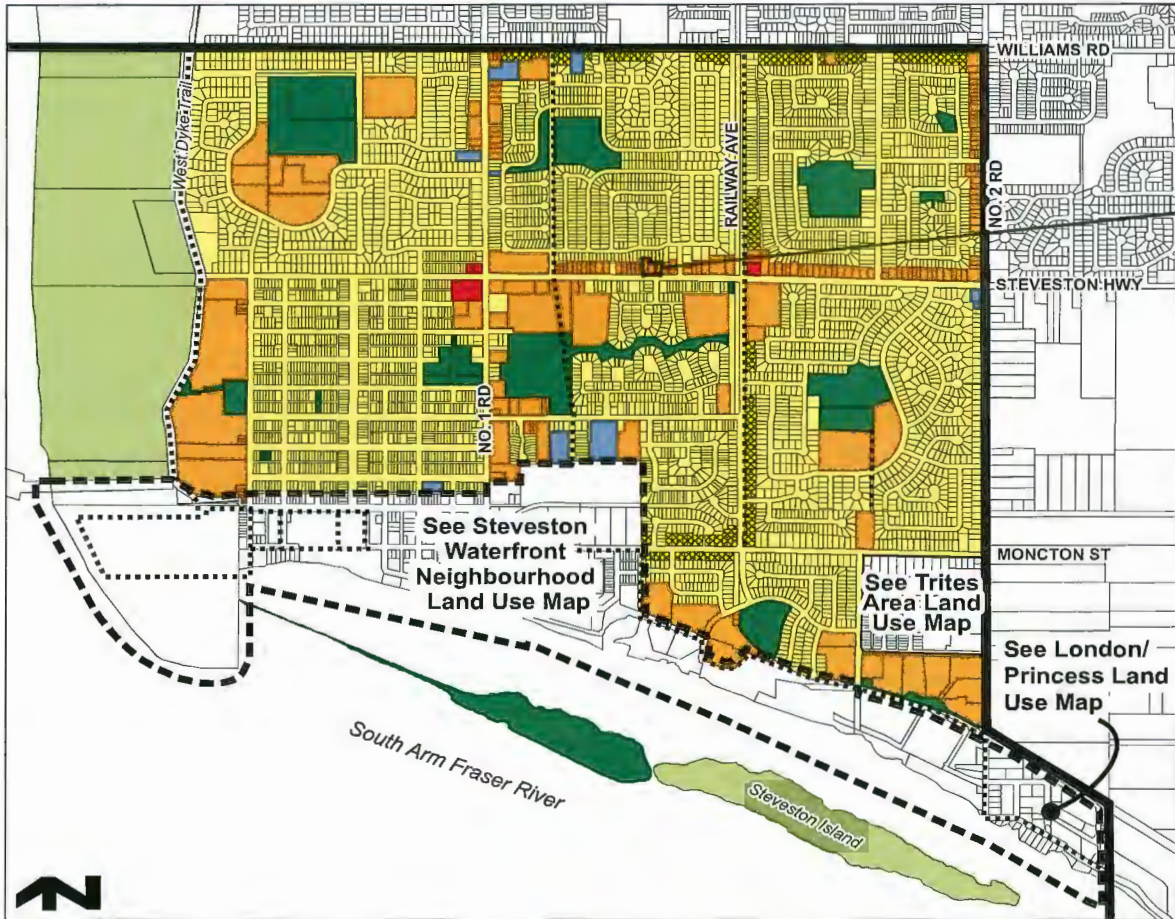 WILLIAMS RD
West Dyke Trail
RAILWAY AVE
NO. 2 RD
STEVESTON HWY
NO. 1 RD
MONCTON ST
See Steveston
Waterfront
Neighbourhood
Land Use Map
See Trites
Area Land
Use Map
See London/
Princess Land
Use Map
South Arm Fraser River
Steveston Island